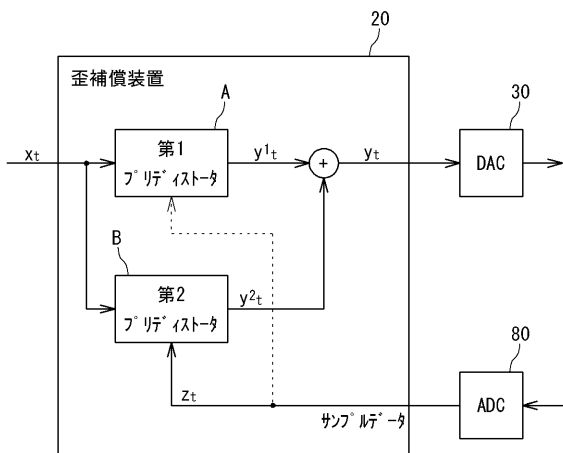 20
歪補償装置
A
30
xt
第1
プリディストータ
y1t
+
yt
DAC
B
第2
プリディストータ
y2t
80
zt
サンプルデータ
ADC